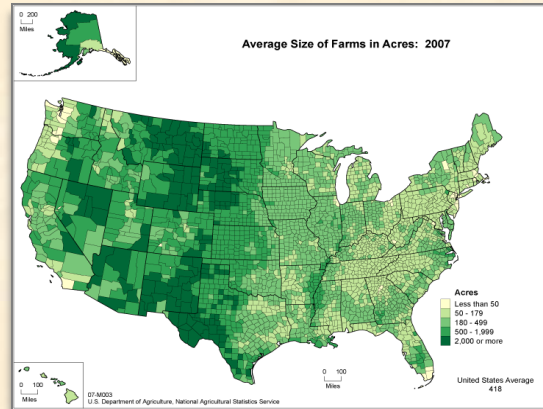 0 200
Miles
Average Size of Farms in Acres: 2007
Acres
Less than 50
50 - 179
180 - 499
500 - 1,999
2,000 or more
0 100
Miles
0 100
Miles
United States Average
418
07-M003
U.S. Department of Agriculture, National Agricultural Statistics Service